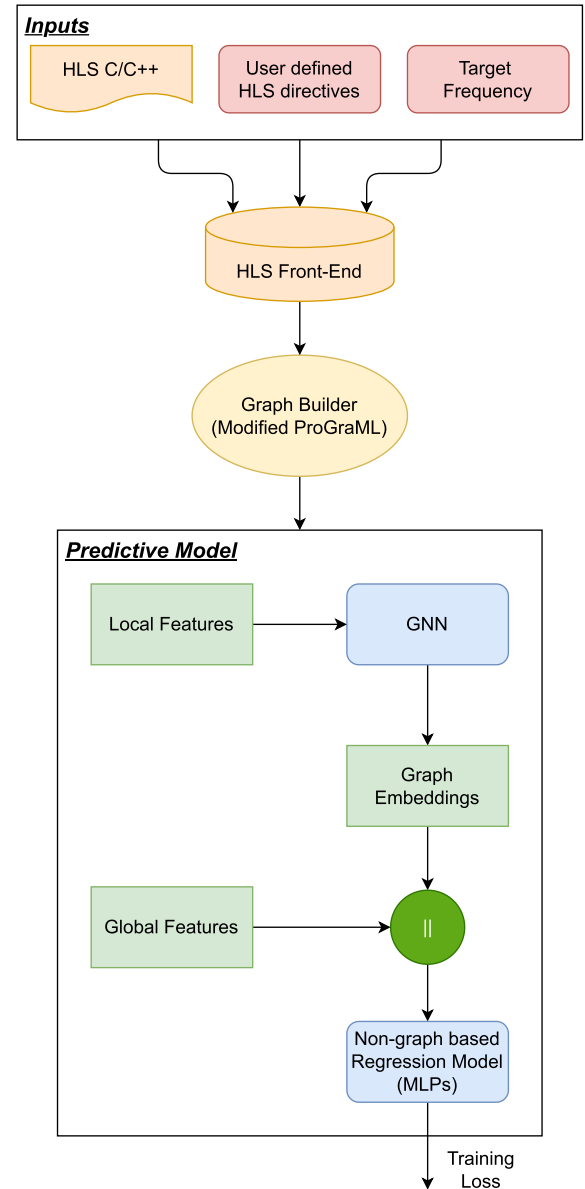 Inputs
HLS C/C++
User defined
HLS directives
Target
Frequency
HLS Front-End
Graph Builder
(Modified ProGraML)
Predictive Model
Local Features
GNN
Graph
Embeddings
Global Features
||
Non-graph based
Regression Model
(MLPs)
Training
Loss